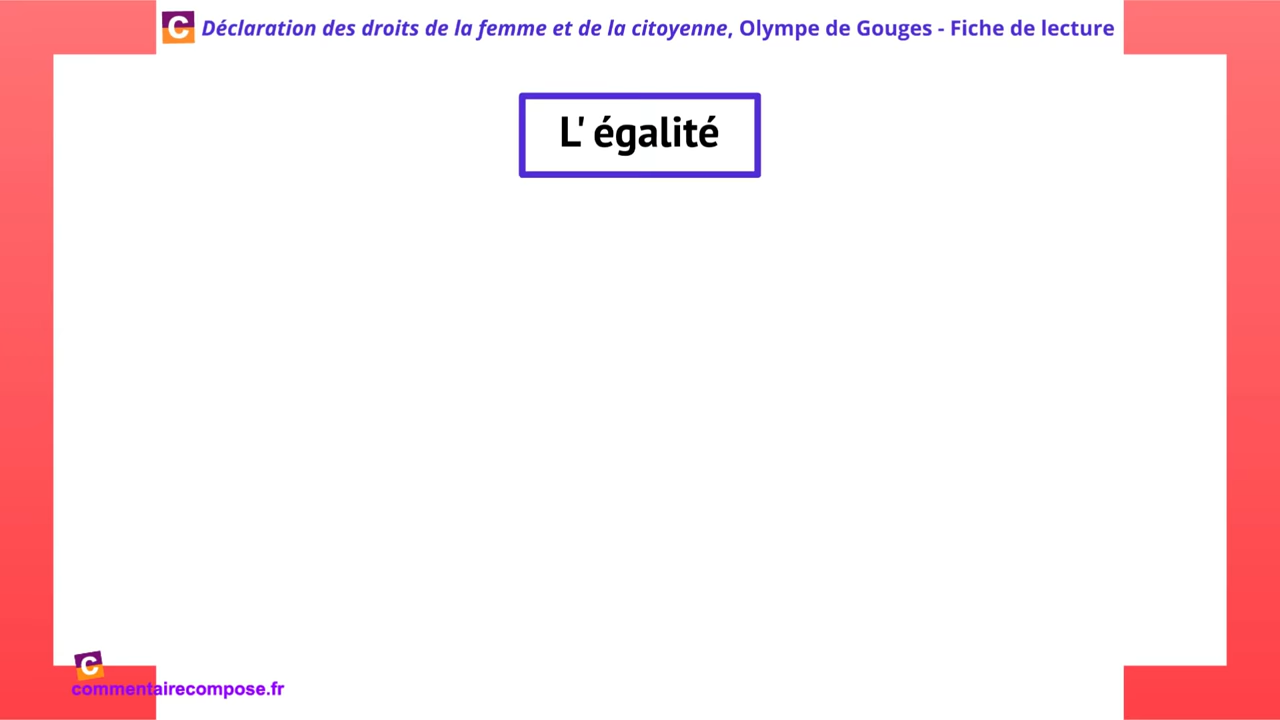 C Déclaration des droits de la femme et de la citoyenne, Olympe de Gouges - Fiche de lecture
L' égalité
C
commentairecompose.fr